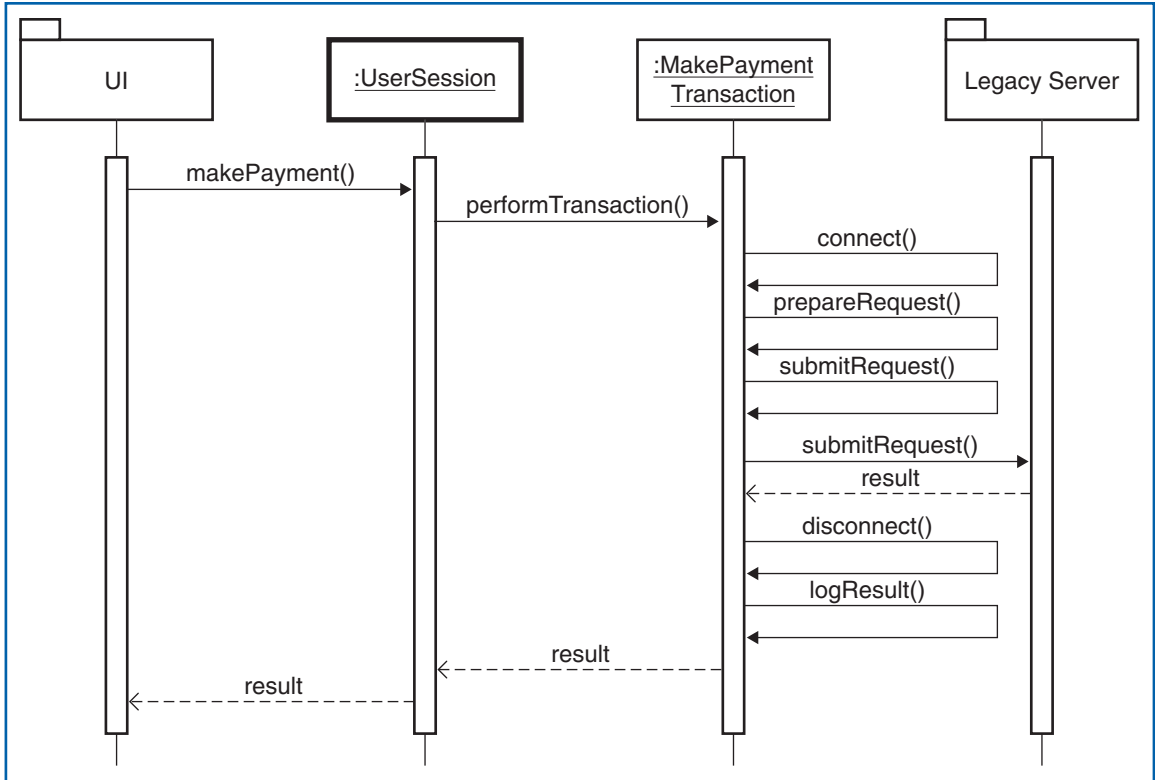 UI
:UserSession
:MakePayment
Transaction
Legacy Server
makePayment()
performTransaction()
connect()
prepareRequest()
submitRequest()
submitRequest()
result
disconnect()
logResult()
result
result